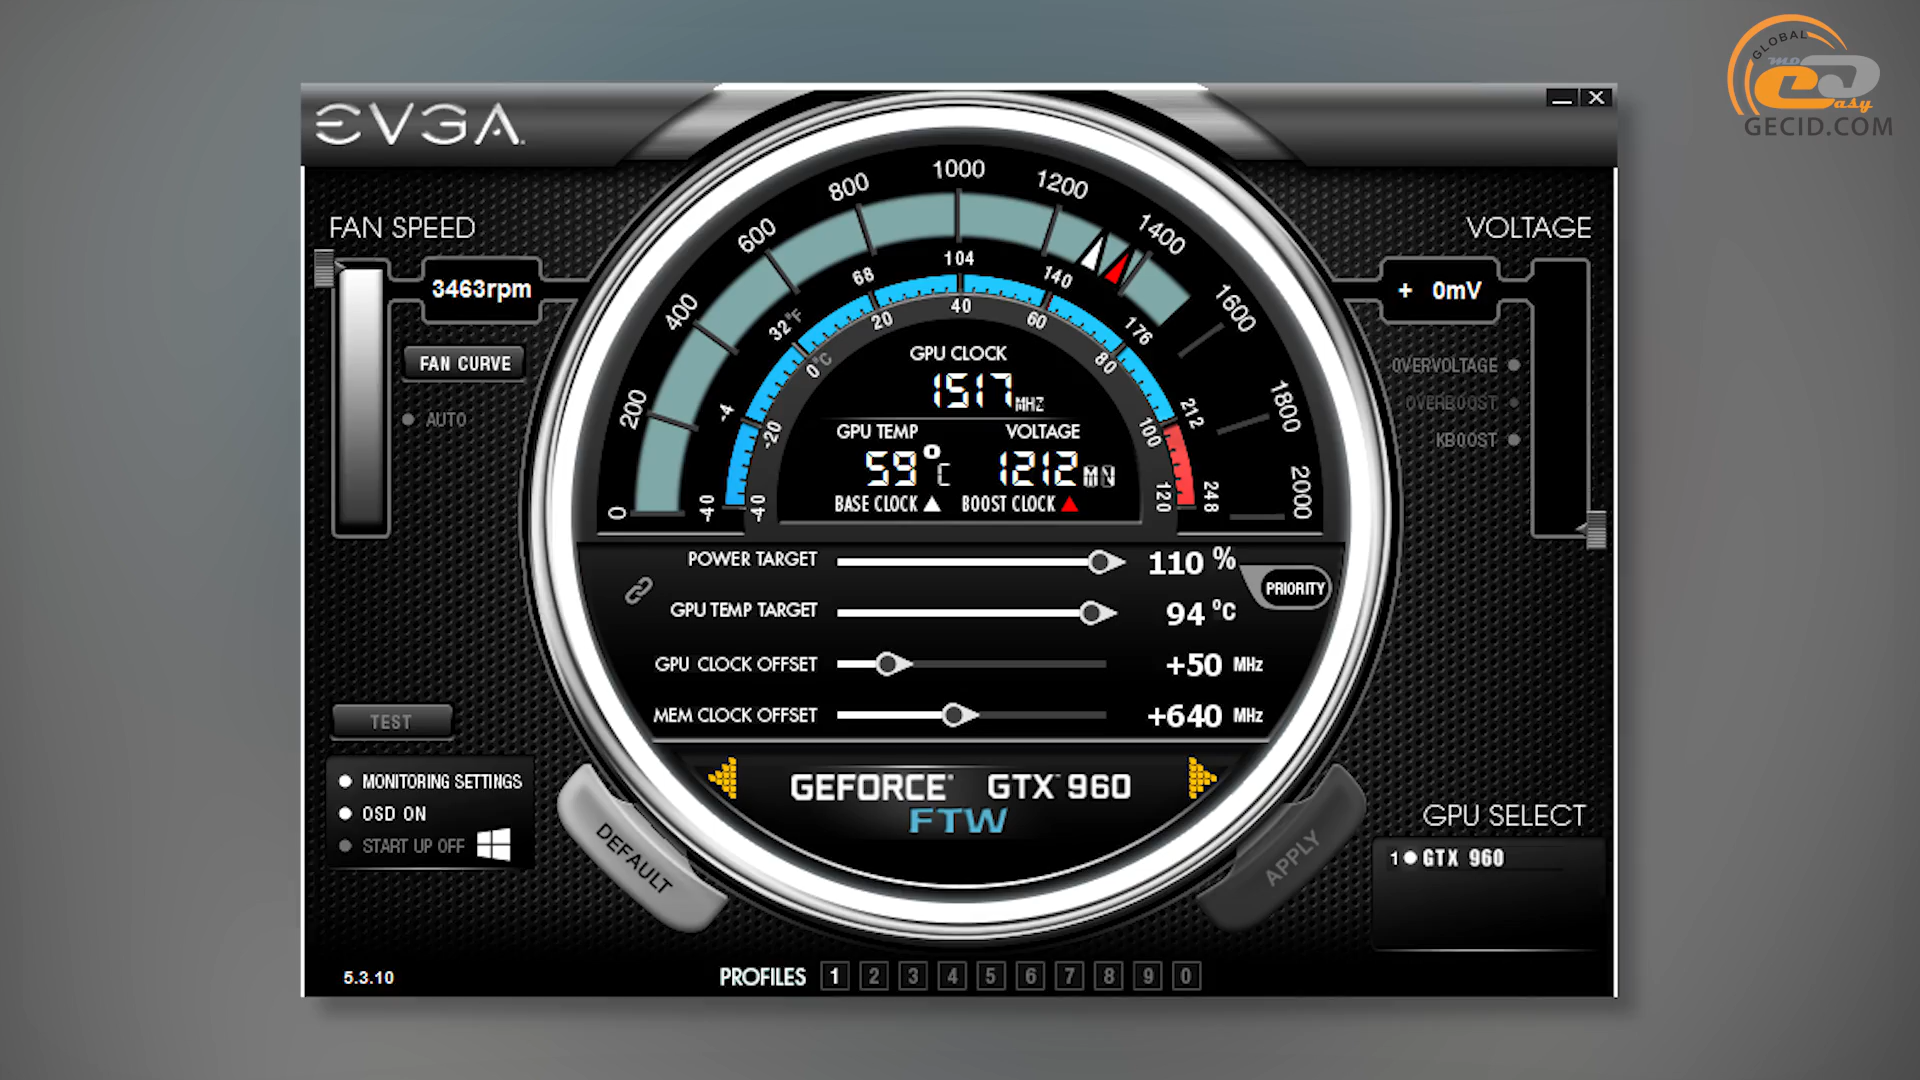 GLOBAL
easy
GECID.COM
EVGA
FAN SPEED
3463rpm
FAN CURVE
AUTO
VOLTAGE
+ 0mV
OVERVOLTAGE
OVERBOOST
KBOOST
0 200 400 600 800 1000 1200 1400 1600 1800 2000
-40 -4 32°F 68 104 140 176 212 248
-40 -20 0°C 20 40 60 80 100 120
GPU CLOCK
1517 MHZ
GPU TEMP VOLTAGE
59°C 1212
BASE CLOCK BOOST CLOCK
POWER TARGET 110 %
PRIORITY
GPU TEMP TARGET 94 °C
GPU CLOCK OFFSET +50 MHz
MEM CLOCK OFFSET +640 MHz
GEFORCE GTX 960
FTW
TEST
MONITORING SETTINGS
OSD ON
START UP OFF
DEFAULT
APPLY
GPU SELECT
1 GTX 960
5.3.10
PROFILES 1 2 3 4 5 6 7 8 9 0